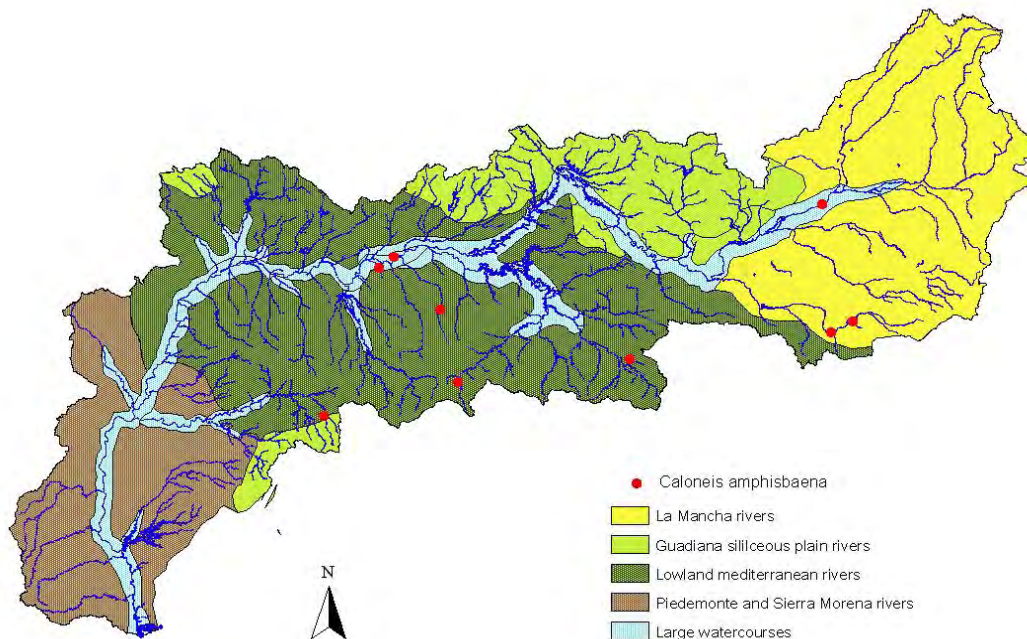 Caloneis amphisbaena
La Mancha rivers
Guadiana sililceous plain rivers
Lowland mediterranean rivers
Piedemonte and Sierra Morena rivers
Large watercourses
N